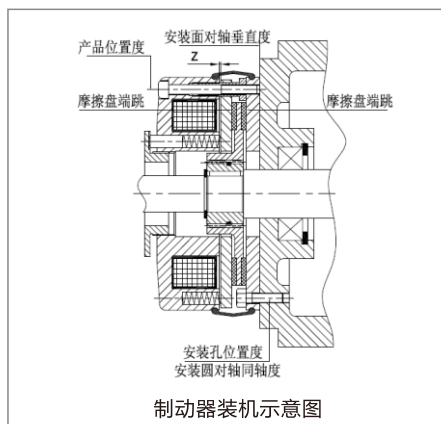 安装面对轴垂直度
产品位置度
Z
摩擦盘端跳
摩擦盘端跳
安装孔位置度
安装圆对轴同轴度
制动器装机示意图